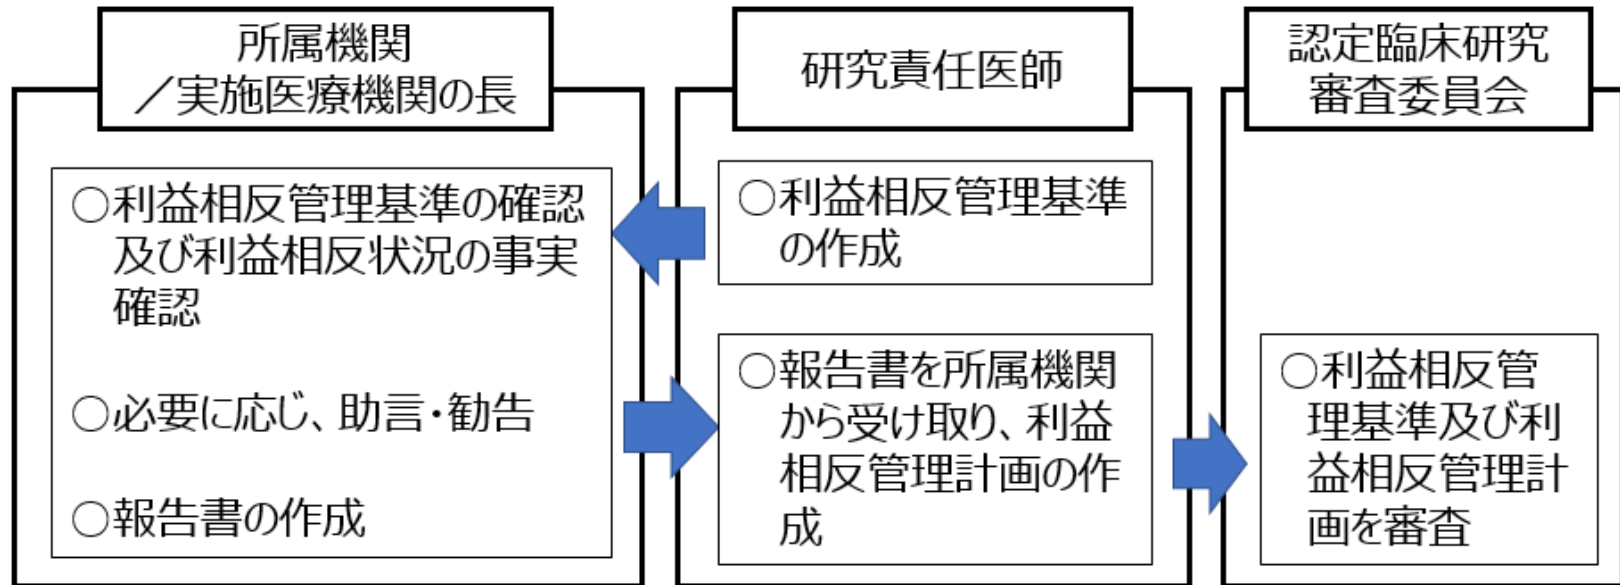 所属機関
／実施医療機関の長
○利益相反管理基準の確認
及び利益相反状況の事実
確認
○必要に応じ、助言・勧告
○報告書の作成
研究責任医師
○利益相反管理基準
の作成
○報告書を所属機関
から受け取り、利益
相反管理計画の作
成
認定臨床研究
審査委員会
○利益相反管
理基準及び利
益相反管理計
画を審査